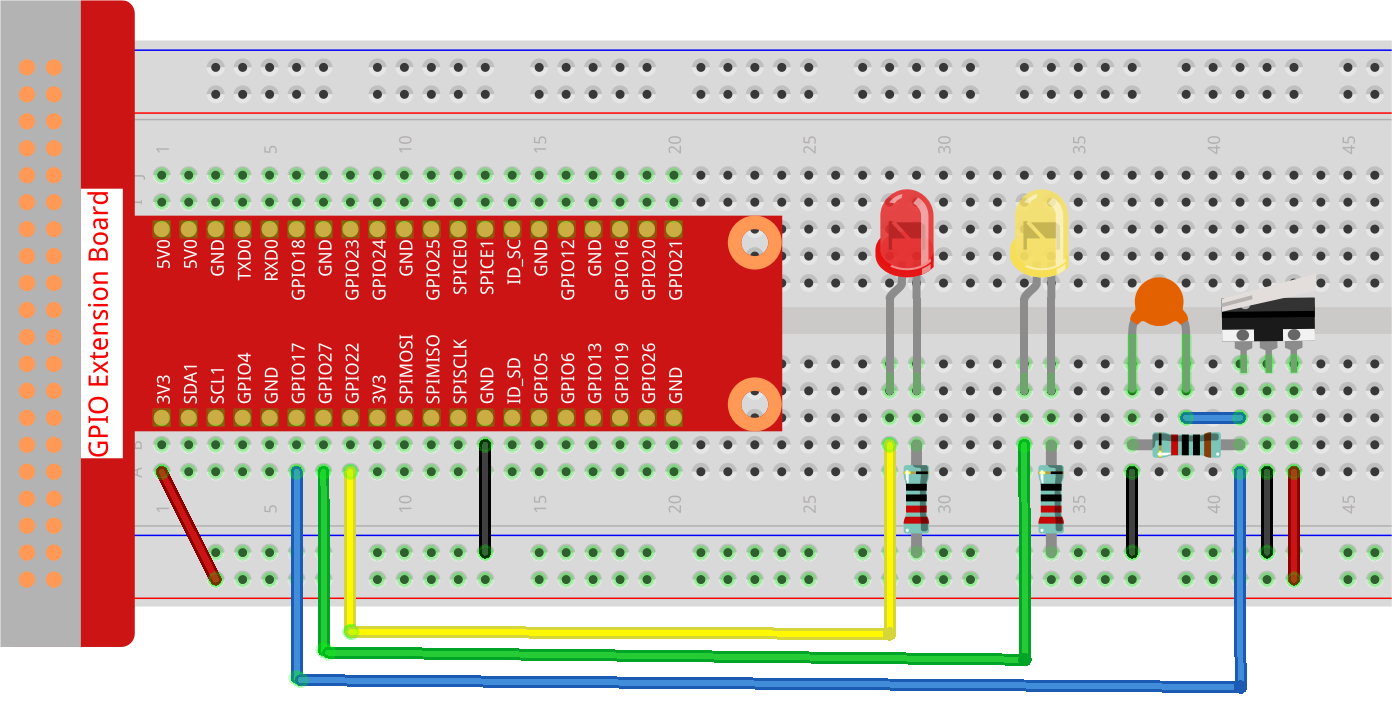 GPIO Extension Board
1 5 10 15 20 25 30 35 40 45
J
I
5V0 5V0 GND TXD0 RXD0 GPIO18 GND GPIO23 GPIO24 GND GPIO25 SPICE0 SPICE1 ID_SC GND GPIO12 GND GPIO16 GPIO20 GPIO21
3V3 SDA1 SCL1 GPIO4 GND GPIO17 GPIO27 GPIO22 3V3 SPIMOSI SPIMISO SPISCLK GND ID_SD GPIO5 GPIO6 GPIO13 GPIO19 GPIO26 GND
B
A
1 5 10 15 20 25 30 35 40 45